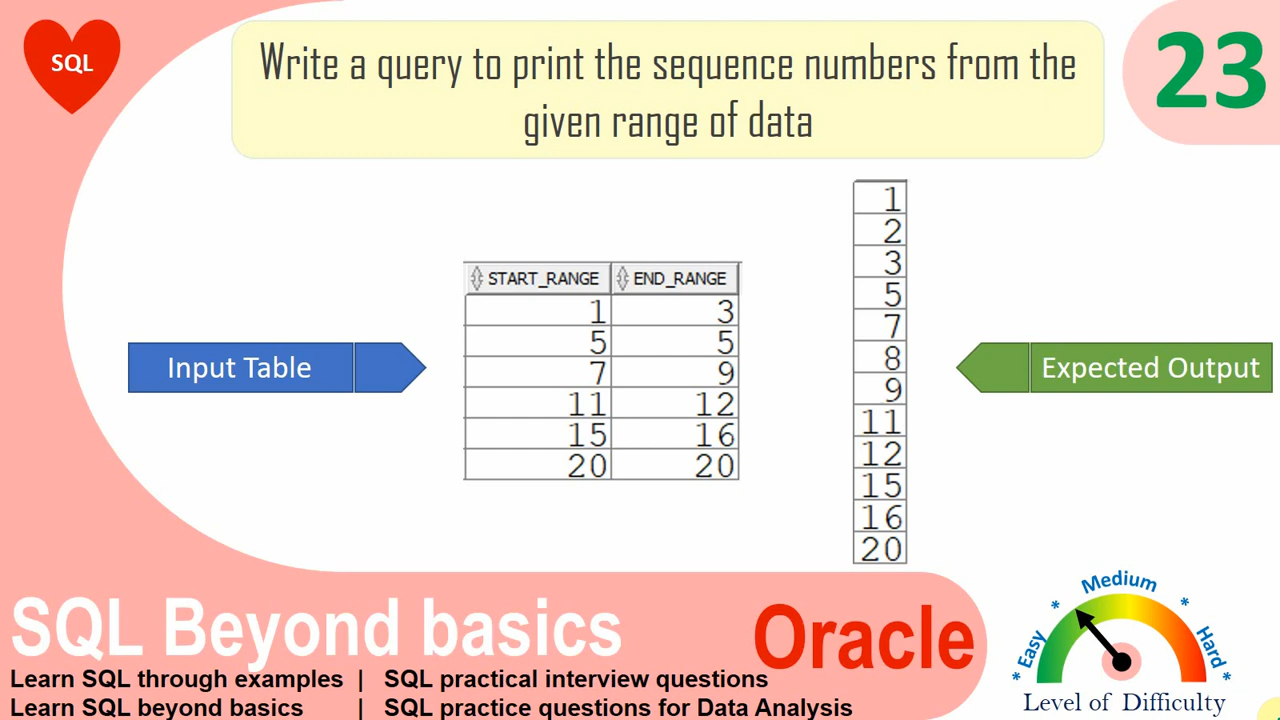 SQL
Write a query to print the sequence numbers from the
given range of data
23
Input Table
START_RANGE END_RANGE
1 3
5 5
7 9
11 12
15 16
20 20
1
2
3
5
7
8
9
11
12
15
16
20
Expected Output
SQL Beyond basics
Oracle
Learn SQL through examples | SQL practical interview questions
Learn SQL beyond basics | SQL practice questions for Data Analysis
* Easy * Medium * Hard *
Level of Difficulty